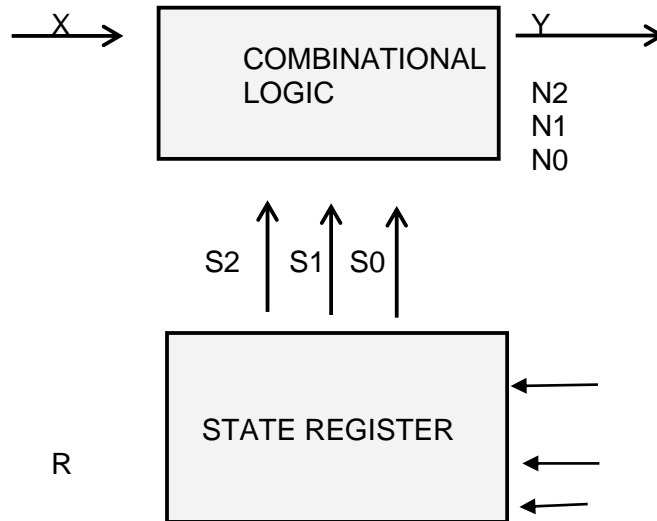 X
Y
COMBINATIONAL
LOGIC
N2
N1
N0
S2 S1 S0
STATE REGISTER
R